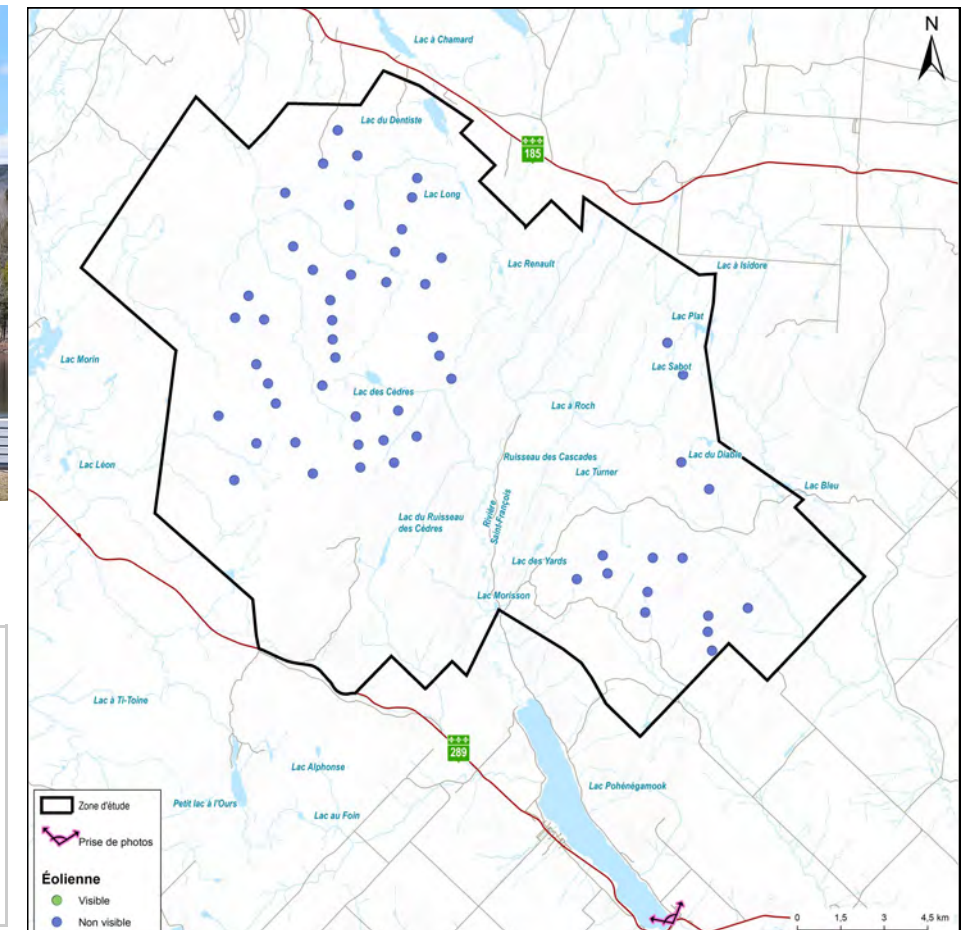 N
Lac à Chamard
Lac du Dentiste
185
Lac Long
Lac Renault
Lac à Isidore
Lac Plat
Lac Morin
Lac Sabot
Lac des Cèdres
Lac à Roch
Ruisseau des Cascades
Lac du Diable
Lac Léon
Lac Turner
Lac Bleu
Rivière
Saint-François
Lac du Ruisseau
des Cèdres
Lac des Yards
Lac Morisson
Lac à Ti-Toine
289
Lac Alphonse
Lac Pohénégamook
Petit lac à l'Ours
Lac au Foin
Zone d'étude
Prise de photos
Éolienne
Visible
Non visible
0 1,5 3 4,5 km